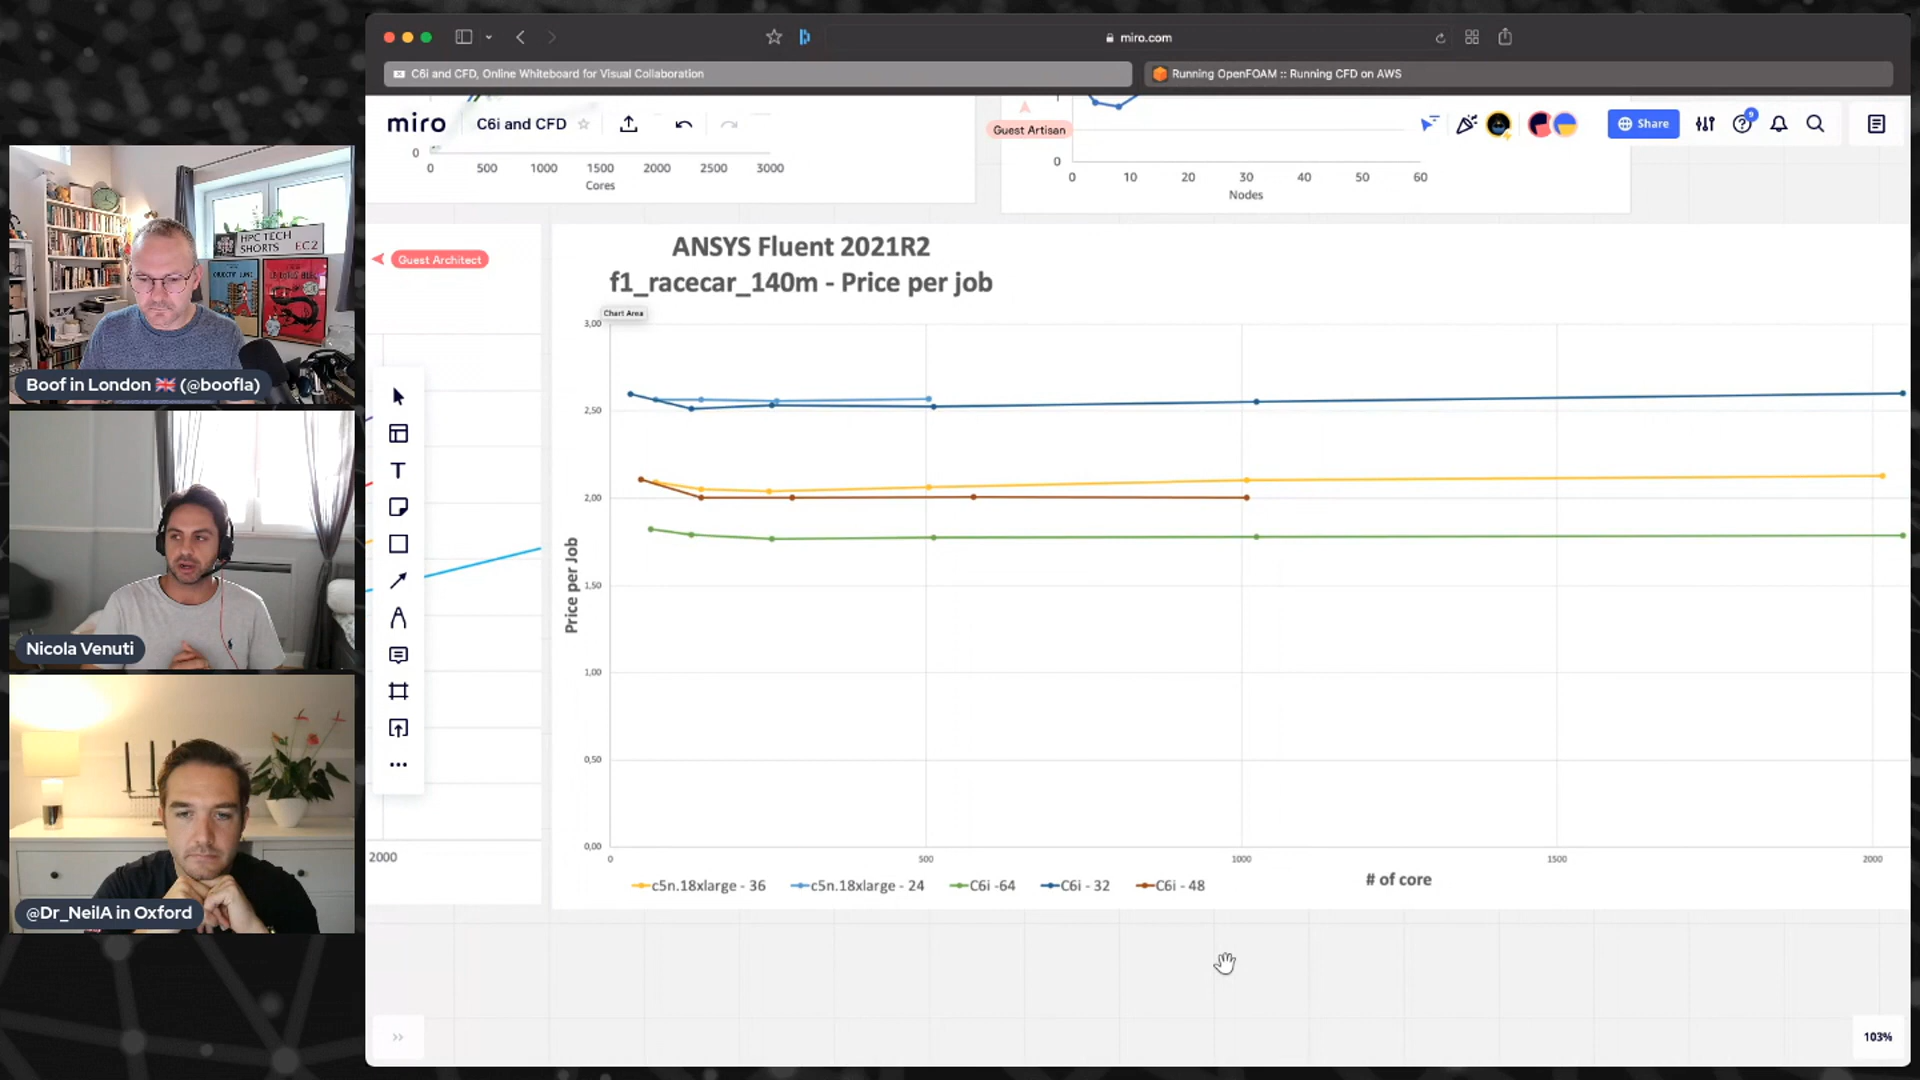 miro.com
C6i and CFD, Online Whiteboard for Visual Collaboration
Running OpenFOAM :: Running CFD on AWS
miro
C6i and CFD
Guest Artisan
Share
9
0
0
500
1000
1500
2000
2500
3000
Cores
0
0
10
20
30
40
50
60
Nodes
HPC TECH
SHORTS EC2
Boof in London 🇬🇧 (@boofla)
Nicola Venuti
@Dr_NeilA in Oxford
Guest Architect
2000
ANSYS Fluent 2021R2
f1_racecar_140m - Price per job
Chart Area
3,00
2,50
2,00
1,50
1,00
0,50
0,00
Price per Job
0
500
1000
1500
2000
# of core
c5n.18xlarge - 36
c5n.18xlarge - 24
C6i -64
C6i - 32
C6i - 48
103%